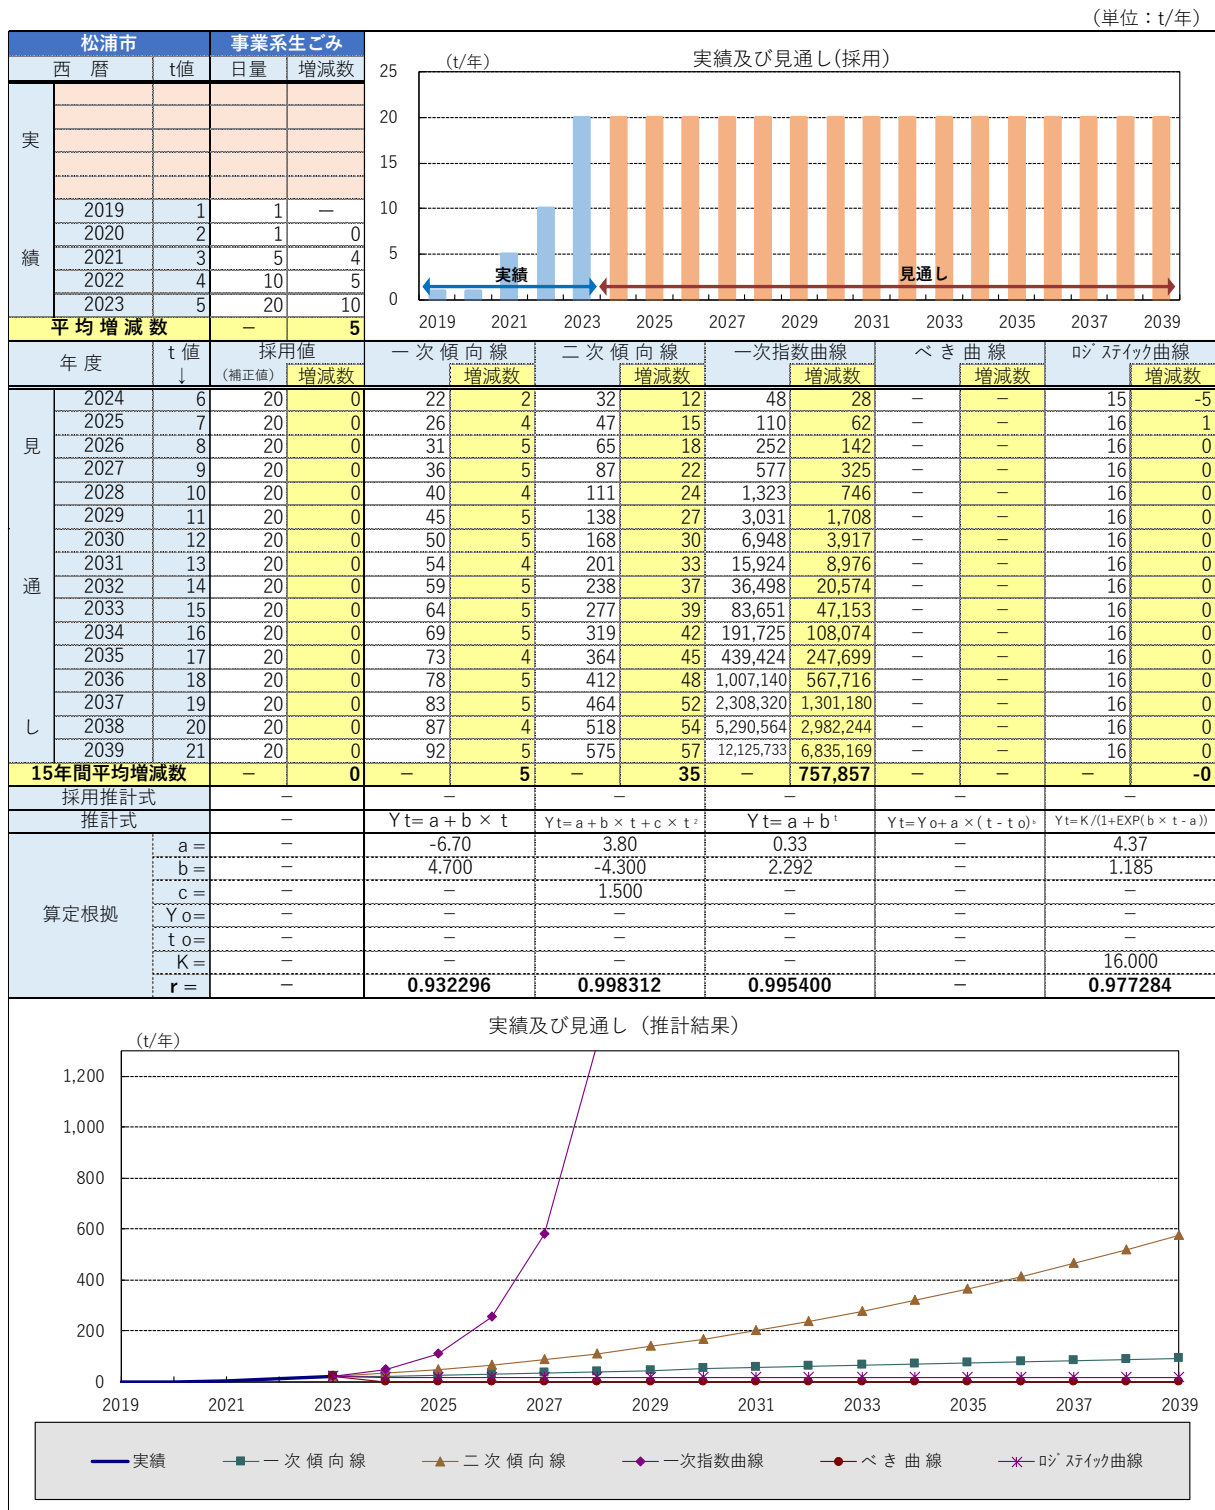 （単位：t/年）
松浦市 事業系生ごみ
西　暦 t値 日量 増減数
実績
2019 1 1 －
2020 2 1 0
2021 3 5 4
2022 4 10 5
2023 5 20 10
平均増減数 － 5
実績及び見通し(採用)
(t/年)
25
20
15
10
5
0
実績 見通し
2019 2021 2023 2025 2027 2029 2031 2033 2035 2037 2039
年度 t値↓ 採用値 一次傾向線 二次傾向線 一次指数曲線 べき曲線 ﾛｼﾞｽﾃｲｯｸ曲線
(補正値) 増減数 増減数 増減数 増減数 増減数 増減数
見通し
2024 6 20 0 22 2 32 12 48 28 － － 15 -5
2025 7 20 0 26 4 47 15 110 62 － － 16 1
2026 8 20 0 31 5 65 18 252 142 － － 16 0
2027 9 20 0 36 5 87 22 577 325 － － 16 0
2028 10 20 0 40 4 111 24 1,323 746 － － 16 0
2029 11 20 0 45 5 138 27 3,031 1,708 － － 16 0
2030 12 20 0 50 5 168 30 6,948 3,917 － － 16 0
2031 13 20 0 54 4 201 33 15,924 8,976 － － 16 0
2032 14 20 0 59 5 238 37 36,498 20,574 － － 16 0
2033 15 20 0 64 5 277 39 83,651 47,153 － － 16 0
2034 16 20 0 69 5 319 42 191,725 108,074 － － 16 0
2035 17 20 0 73 4 364 45 439,424 247,699 － － 16 0
2036 18 20 0 78 5 412 48 1,007,140 567,716 － － 16 0
2037 19 20 0 83 5 464 52 2,308,320 1,301,180 － － 16 0
2038 20 20 0 87 4 518 54 5,290,564 2,982,244 － － 16 0
2039 21 20 0 92 5 575 57 12,125,733 6,835,169 － － 16 0
15年間平均増減数 － 0 － 5 － 35 － 757,857 － － － -0
採用推計式 － － － － － －
推計式 － Yt=a+b×t Yt=a+b×t+c×t² Yt=a+bᵗ Yt=Yo+a×(t-to)ᵇ Yt=K/(1+EXP(b×t-a))
算定根拠
a= － -6.70 3.80 0.33 － 4.37
b= － 4.700 -4.300 2.292 － 1.185
c= － － 1.500 － － －
Yo= － － － － － －
to= － － － － － －
K= － － － － － 16.000
r= － 0.932296 0.998312 0.995400 － 0.977284
実績及び見通し（推計結果）
(t/年)
1,200
1,000
800
600
400
200
0
2019 2021 2023 2025 2027 2029 2031 2033 2035 2037 2039
実績 一次傾向線 二次傾向線 一次指数曲線 べき曲線 ﾛｼﾞｽﾃｲｯｸ曲線